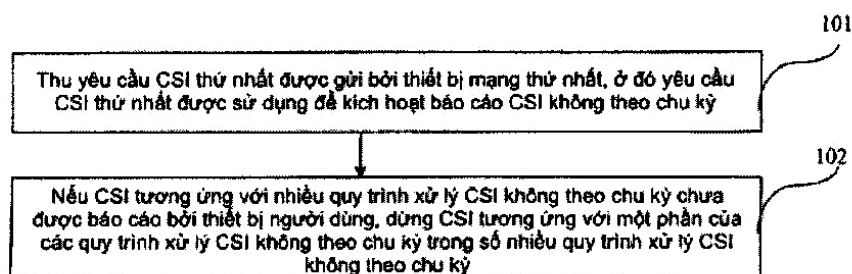 101
Thu yêu cầu CSI thứ nhất được gửi bởi thiết bị mạng thứ nhất, ở đó yêu cầu
CSI thứ nhất được sử dụng để kích hoạt báo cáo CSI không theo chu kỳ
102
Nếu CSI tương ứng với nhiều quy trình xử lý CSI không theo chu kỳ chưa
được báo cáo bởi thiết bị người dùng, dừng CSI tương ứng với một phần của
các quy trình xử lý CSI không theo chu kỳ trong số nhiều quy trình xử lý CSI
không theo chu kỳ